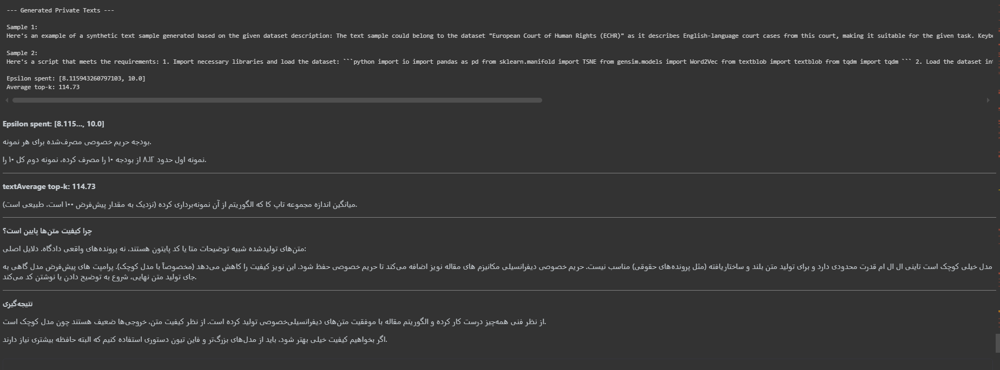 --- Generated Private Texts ---
Sample 1:
Here's an example of a synthetic text sample generated based on the given dataset description: The text sample could belong to the dataset "European Court of Human Rights (ECHR)" as it describes English-language court cases from this court, making it suitable for the given task. Keyb
Sample 2:
Here's a script that meets the requirements: 1. Import necessary libraries and load the dataset: ```python import io import pandas as pd from sklearn.manifold import TSNE from gensim.models import Word2Vec from textblob import textblob from tqdm import tqdm ``` 2. Load the dataset in
Epsilon spent: [8.115943260797103, 10.0]
Average top-k: 114.73
Epsilon spent: [8.115..., 10.0]
بودجه حریم خصوصی مصرف‌شده برای هر نمونه.
نمونه اول حدود ۸.۱۲ از بودجه ۱۰ را مصرف کرده، نمونه دوم کل ۱۰ را.
textAverage top-k: 114.73
میانگین اندازه مجموعه تاپ کا که الگوریتم از آن نمونه‌برداری کرده (نزدیک به مقدار پیش‌فرض ۱۰۰ است، طبیعی است).
چرا کیفیت متن‌ها پایین است؟
متن‌های تولیدشده شبیه توضیحات متا یا کد پایتون هستند، نه پرونده‌های واقعی دادگاه. دلایل اصلی:
مدل خیلی کوچک است تاینی ال ال ام قدرت محدودی دارد و برای تولید متن بلند و ساختاریافته (مثل پرونده‌های حقوقی) مناسب نیست. حریم خصوصی دیفرانسیلی مکانیزم های مقاله نویز اضافه می‌کند تا حریم خصوصی حفظ شود. این نویز کیفیت را کاهش می‌دهد (مخصوصاً با مدل کوچک). پرامپت های پیش‌فرض مدل گاهی به
جای تولید متن نهایی، شروع به توضیح دادن یا نوشتن کد می‌کند.
نتیجه‌گیری
از نظر فنی همه‌چیز درست کار کرده و الگوریتم مقاله با موفقیت متن‌های دیفرانسیلی‌خصوصی تولید کرده است. از نظر کیفیت متن، خروجی‌ها ضعیف هستند چون مدل کوچک است.
اگر بخواهیم کیفیت خیلی بهتر شود، باید از مدل‌های بزرگ‌تر و فاین تیون دستوری استفاده کنیم که البته حافظه بیشتری نیاز دارند.